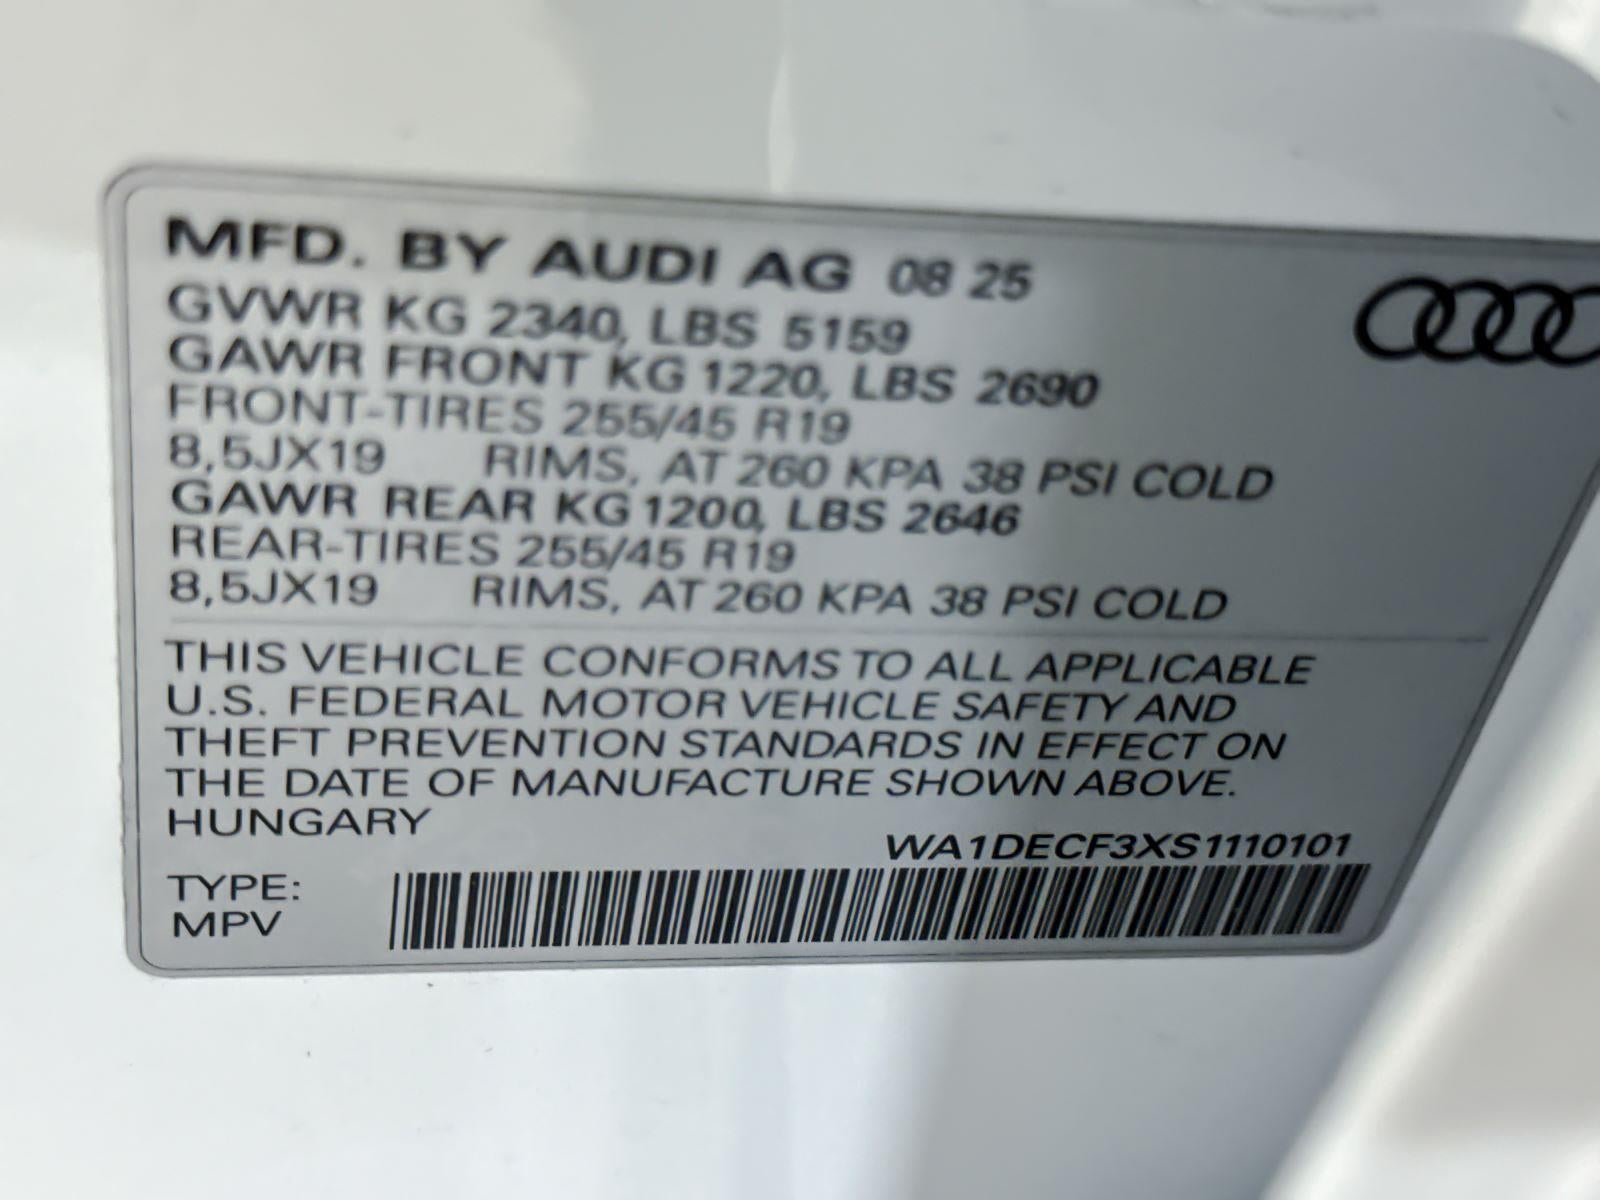 MFD. BY AUDI AG 08 25
GVWR KG 2340, LBS 5159
GAWR FRONT KG 1220, LBS 2690
FRONT-TIRES 255/45 R19
8,5JX19 RIMS, AT 260 KPA 38 PSI COLD
GAWR REAR KG 1200, LBS 2646
REAR-TIRES 255/45 R19
8,5JX19 RIMS, AT 260 KPA 38 PSI COLD
THIS VEHICLE CONFORMS TO ALL APPLICABLE
U.S. FEDERAL MOTOR VEHICLE SAFETY AND
THEFT PREVENTION STANDARDS IN EFFECT ON
THE DATE OF MANUFACTURE SHOWN ABOVE.
HUNGARY
WA1DECF3XS1110101
TYPE:
MPV